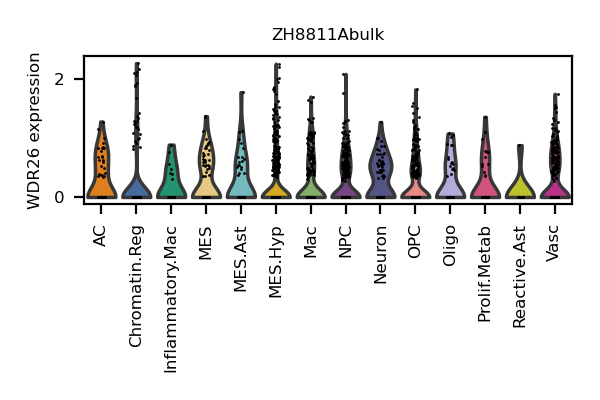 ZH8811Abulk
WDR26 expression
2
0
AC
Chromatin.Reg
Inflammatory.Mac
MES
MES.Ast
MES.Hyp
Mac
NPC
Neuron
OPC
Oligo
Prolif.Metab
Reactive.Ast
Vasc